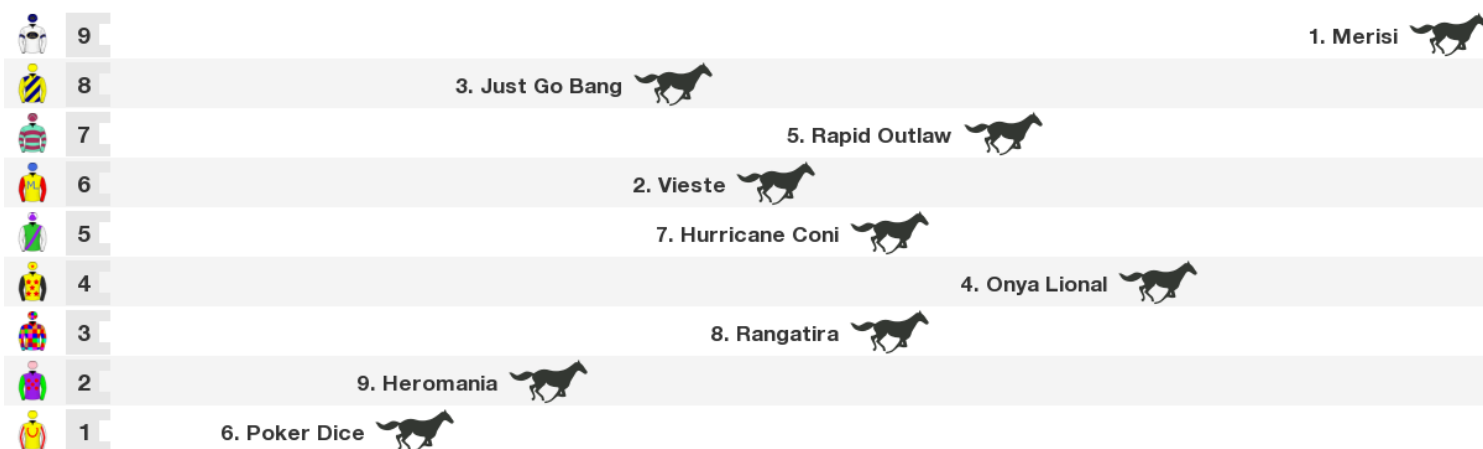 9 1. Merisi
8 3. Just Go Bang
7 5. Rapid Outlaw
6 ML 2. Vieste
5 7. Hurricane Coni
4 4. Onya Lional
3 8. Rangatira
2 9. Heromania
1 6. Poker Dice